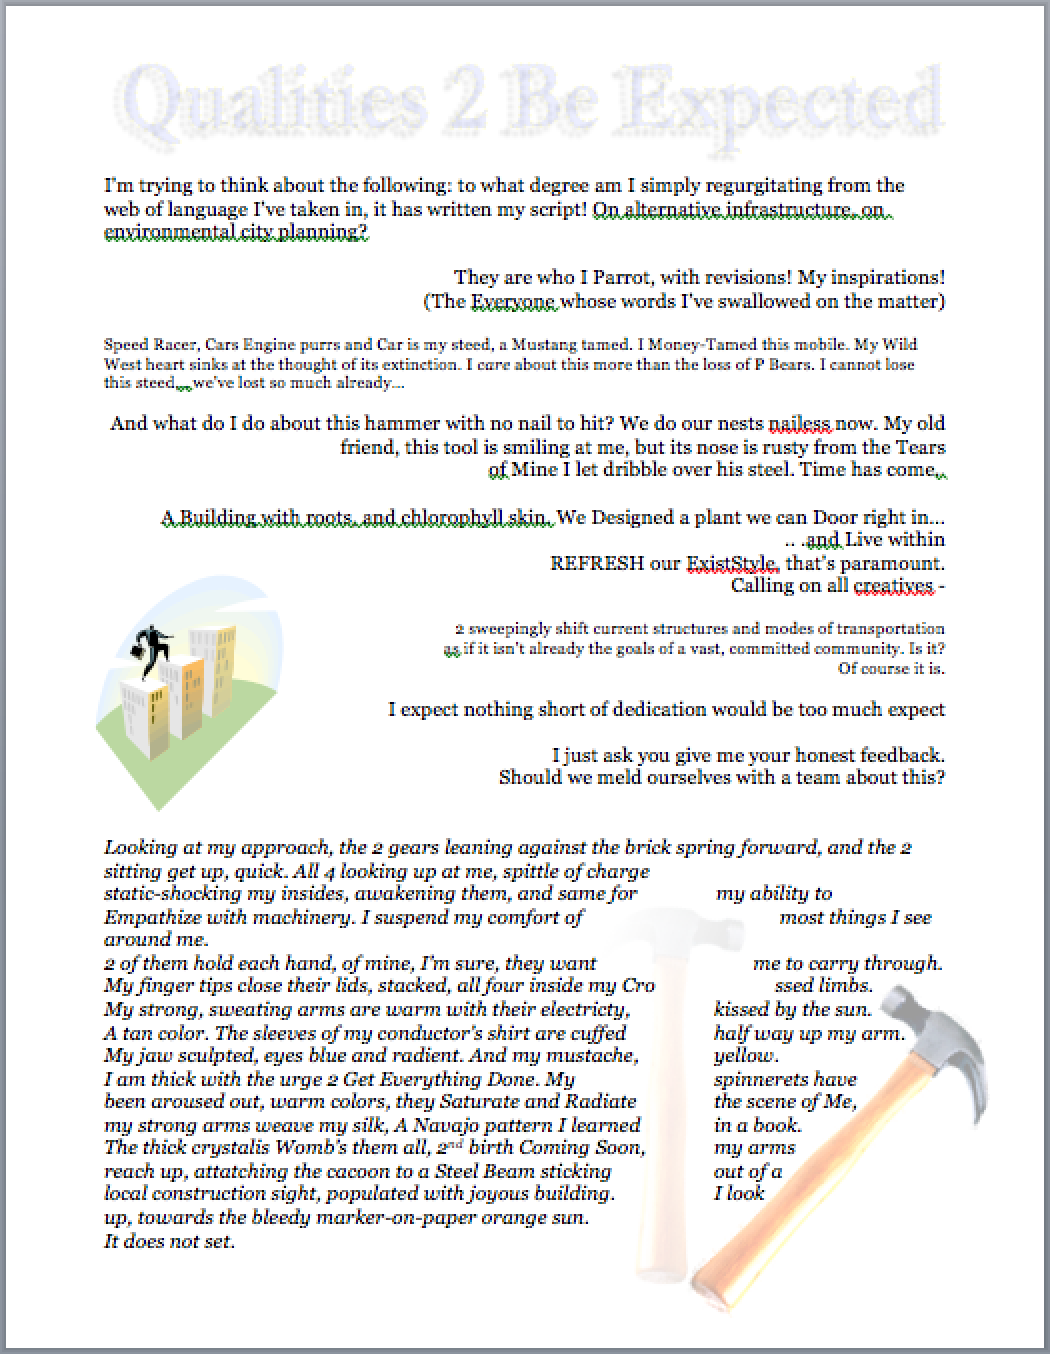 Qualities 2 Be Expected
I'm trying to think about the following: to what degree am I simply regurgitating from the
web of language I've taken in, it has written my script! On alternative infrastructure, on
environmental city planning?
They are who I Parrot, with revisions! My inspirations!
(The Everyone whose words I've swallowed on the matter)
Speed Racer, Cars Engine purrs and Car is my steed, a Mustang tamed. I Money-Tamed this mobile. My Wild
West heart sinks at the thought of its extinction. I care about this more than the loss of P Bears. I cannot lose
this steed,.. we've lost so much already...
And what do I do about this hammer with no nail to hit? We do our nests nailess now. My old
friend, this tool is smiling at me, but its nose is rusty from the Tears
of Mine I let dribble over his steel. Time has come,.
A Building with roots, and chlorophyll skin. We Designed a plant we can Door right in...
.. .and Live within
REFRESH our ExistStyle, that's paramount.
Calling on all creatives -
2 sweepingly shift current structures and modes of transportation
as if it isn't already the goals of a vast, committed community. Is it?
Of course it is.
I expect nothing short of dedication would be too much expect
I just ask you give me your honest feedback.
Should we meld ourselves with a team about this?
Looking at my approach, the 2 gears leaning against the brick spring forward, and the 2
sitting get up, quick. All 4 looking up at me, spittle of charge
static-shocking my insides, awakening them, and same for my ability to
Empathize with machinery. I suspend my comfort of most things I see
around me.
2 of them hold each hand, of mine, I'm sure, they want me to carry through.
My finger tips close their lids, stacked, all four inside my Cro ssed limbs.
My strong, sweating arms are warm with their electricty, kissed by the sun.
A tan color. The sleeves of my conductor's shirt are cuffed half way up my arm.
My jaw sculpted, eyes blue and radient. And my mustache, yellow.
I am thick with the urge 2 Get Everything Done. My spinnerets have
been aroused out, warm colors, they Saturate and Radiate the scene of Me,
my strong arms weave my silk, A Navajo pattern I learned in a book.
The thick crystalis Womb's them all, 2nd birth Coming Soon, my arms
reach up, attatching the cacoon to a Steel Beam sticking out of a
local construction sight, populated with joyous building. I look
up, towards the bleedy marker-on-paper orange sun.
It does not set.